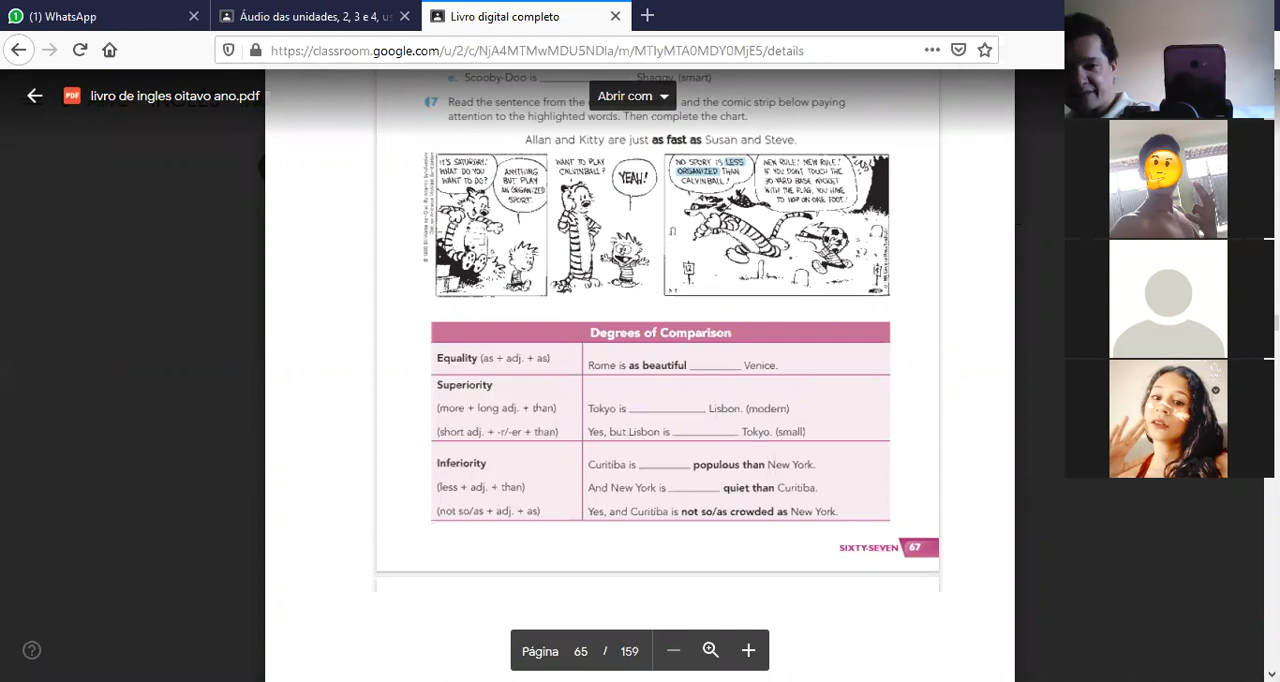 (1) WhatsApp
Áudio das unidades, 2, 3 e 4, u
Livro digital completo
https://classroom.google.com/u/2/c/NjA4MTMwMDU5NDIa/m/MTIyMTA0MDY0MjE5/details
e. Scooby-Doo is ____________ Shaggy. (smart)
PDF livro de ingles oitavo ano.pdf
Abrir com
17 Read the sentence from the and the comic strip below paying
attention to the highlighted words. Then complete the chart.
Allan and Kitty are just as fast as Susan and Steve.
IT'S SATURDAY!
WHAT DO YOU
WANT TO DO?
ANYTHING
BUT PLAY
AN ORGANIZED
SPORT.
WANT TO PLAY
CALVINBALL?
YEAH!
NO SPORT IS LESS
ORGANIZED THAN
CALVINBALL!
NEW RULE! NEW RULE!
IF YOU DON'T TOUCH THE
30-YARD BASE WICKET
WITH THE FLAG, YOU HAVE
TO HOP ON ONE FOOT!
Degrees of Comparison
Equality (as + adj. + as)
Rome is as beautiful ________ Venice.
Superiority
(more + long adj. + than)
Tokyo is ____________ Lisbon. (modern)
(short adj. + -r/-er + than)
Yes, but Lisbon is __________ Tokyo. (small)
Inferiority
Curitiba is ________ populous than New York.
(less + adj. + than)
And New York is ________ quiet than Curitiba.
(not so/as + adj. + as)
Yes, and Curitiba is not so/as crowded as New York.
SIXTY-SEVEN 67
Página 65 / 159